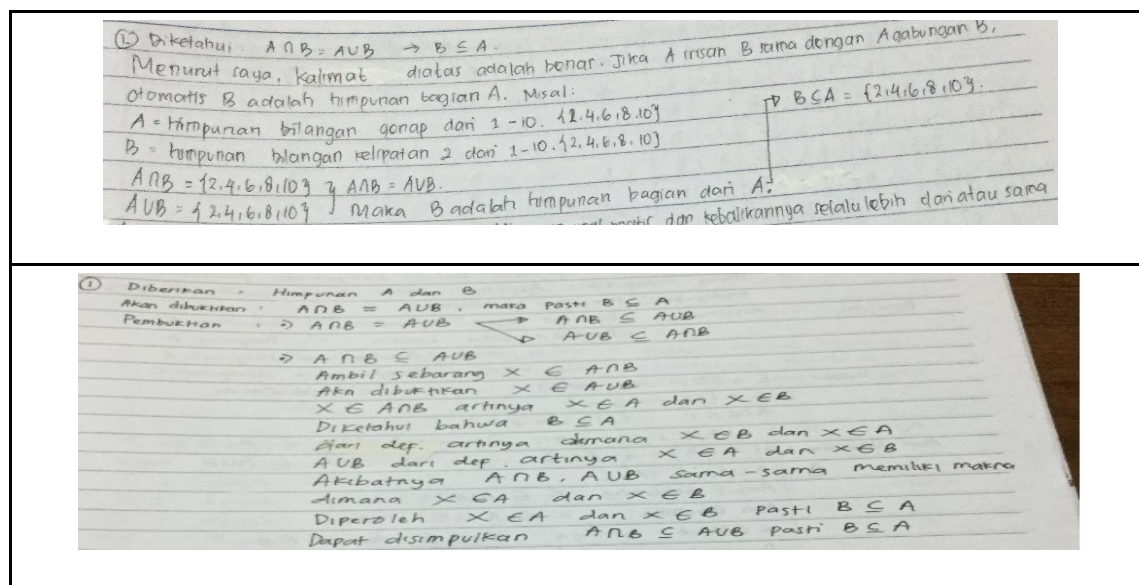 ① Diketahui A ∩ B = A ∪ B → B ⊆ A.
Menurut saya, kalimat diatas adalah benar. Jika A irisan B sama dengan A gabungan B,
otomatis B adalah himpunan bagian A. Misal:
A = Himpunan bilangan genap dari 1-10. {2,4,6,8,10}
B = himpunan bilangan kelipatan 2 dari 1-10. {2,4,6,8,10}
B ⊆ A = {2,4,6,8,10}.
A∩B = {2,4,6,8,10} } A∩B = A∪B.
A∪B = {2,4,6,8,10} } Maka B adalah himpunan bagian dari A.
dan kebalikannya selalu lebih dari atau sama
① Diberikan : Himpunan A dan B
Akan dibuktikan : A∩B = A∪B, maka pasti B ⊆ A
Pembuktian : → A∩B = A∪B → A∩B ⊆ A∪B
→ A∪B ⊆ A∩B
→ A ∩ B ⊆ A∪B
Ambil sebarang x ∈ A∩B
Akn dibuktikan x ∈ A∪B
x ∈ A∩B artinya x ∈ A dan x ∈ B
Diketahui bahwa B ⊆ A
Dari def. artinya dimana x ∈ B dan x ∈ A
A∪B dari def. artinya x ∈ A dan x ∈ B
Akibatnya A∩B, A∪B sama-sama memiliki makna
dimana x ∈ A dan x ∈ B
Diperoleh x ∈ A dan x ∈ B pasti B ⊆ A
Dapat disimpulkan A∩B ⊆ A∪B pasti B ⊆ A